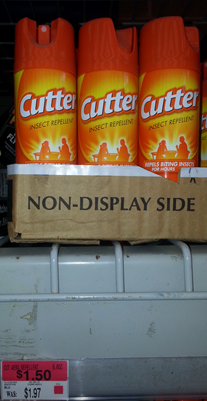 Cutter
INSECT REPELLENT
Cutter
INSECT REPELLENT
Cutter
INSECT REPELLENT
REPELS BITING INSECTS
FOR HOURS
NON-DISPLAY SIDE
$1.50
WAS: $1.97